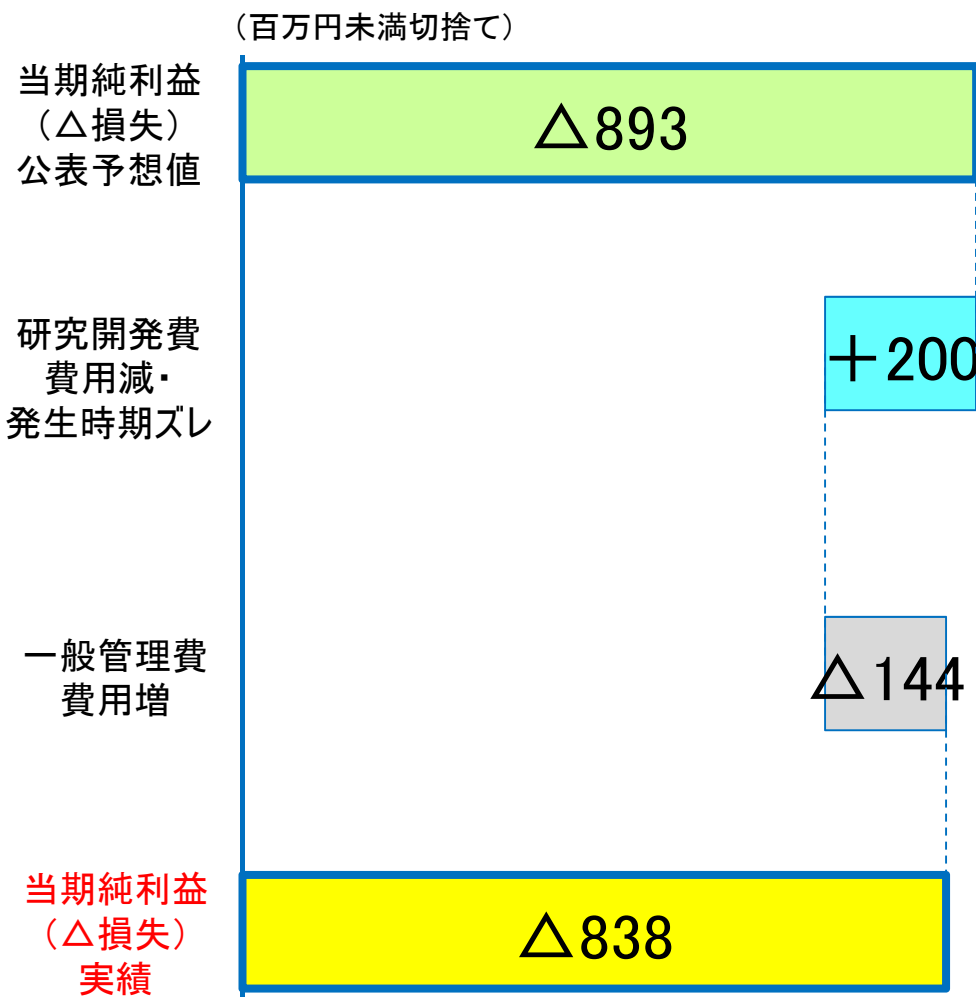 （百万円未満切捨て）
当期純利益
（△損失）
公表予想値
△893
研究開発費
費用減・
発生時期ズレ
＋200
一般管理費
費用増
△144
当期純利益
（△損失）
実績
△838